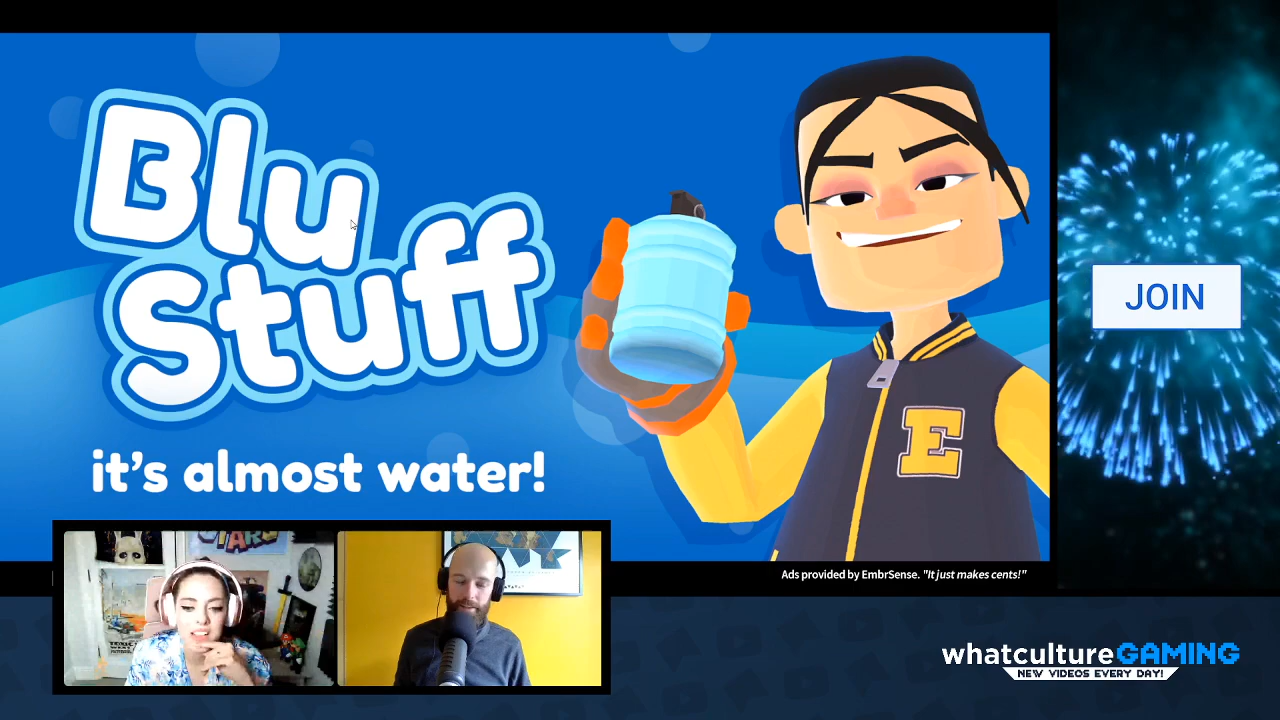 Blu
Stuff
it's almost water!
E
JOIN
Ads provided by EmbrSense. "It just makes cents!"
whatcultureGAMING
NEW VIDEOS EVERY DAY!